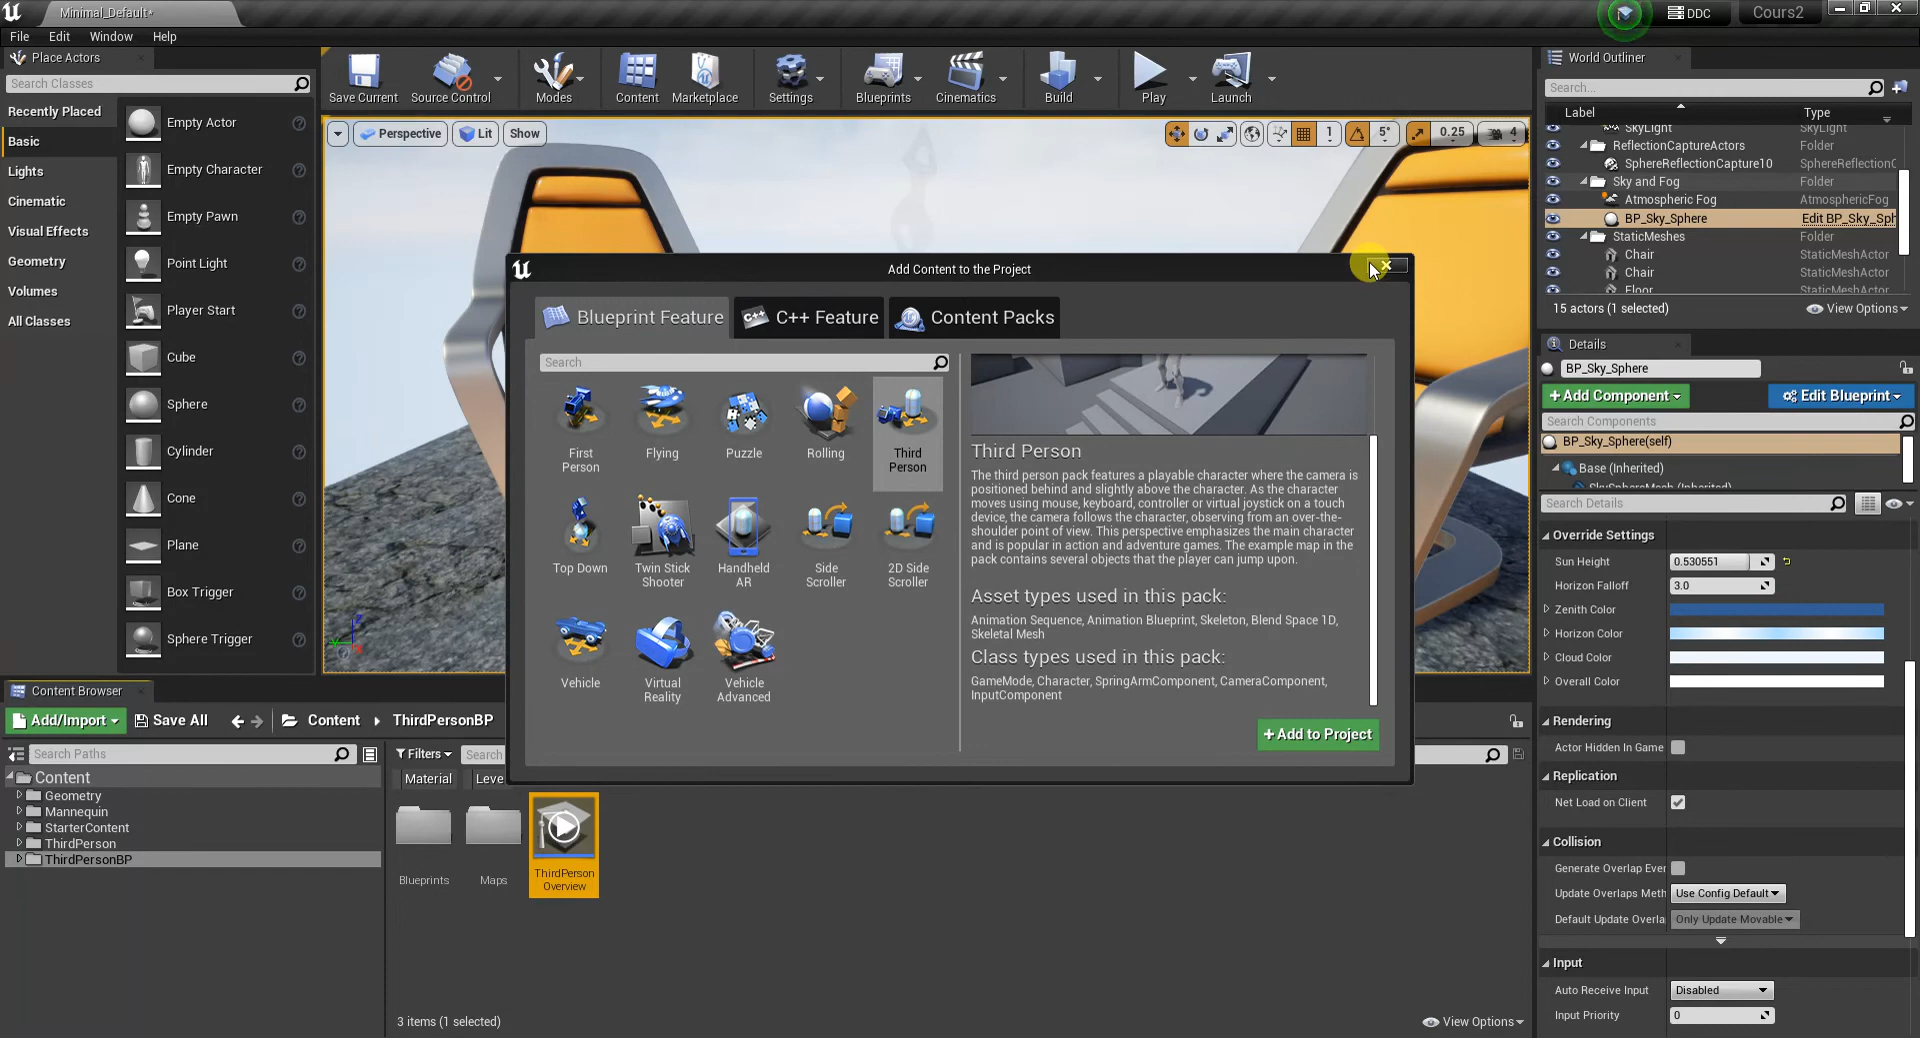 Minimal_Default*
DDC
Cours2
File
Edit
Window
Help
Place Actors
Search Classes
Recently Placed
Basic
Lights
Cinematic
Visual Effects
Geometry
Volumes
All Classes
Empty Actor
Empty Character
Empty Pawn
Point Light
Player Start
Cube
Sphere
Cylinder
Cone
Plane
Box Trigger
Sphere Trigger
Save Current
Source Control
Modes
Content
Marketplace
Settings
Blueprints
Cinematics
Build
Play
Launch
Perspective
Lit
Show
1
5°
0.25
4
World Outliner
Search...
Label
Type
SkyLight
SkyLight
ReflectionCaptureActors
Folder
SphereReflectionCapture10
SphereReflectionC
Sky and Fog
Folder
Atmospheric Fog
AtmosphericFog
BP_Sky_Sphere
Edit BP_Sky_Sph
StaticMeshes
Folder
Chair
StaticMeshActor
Chair
StaticMeshActor
Floor
StaticMeshActor
15 actors (1 selected)
View Options
Details
BP_Sky_Sphere
+Add Component
Edit Blueprint
Search Components
BP_Sky_Sphere(self)
Base (Inherited)
SkySphereMesh (Inherited)
Search Details
Override Settings
Sun Height
0.530551
Horizon Falloff
3.0
Zenith Color
Horizon Color
Cloud Color
Overall Color
Rendering
Actor Hidden In Game
Replication
Net Load on Client
Collision
Generate Overlap Ever
Update Overlaps Meth
Use Config Default
Default Update Overla
Only Update Movable
Input
Auto Receive Input
Disabled
Input Priority
0
Add Content to the Project
Blueprint Feature
C++
C++ Feature
Content Packs
Search
First
Person
Flying
Puzzle
Rolling
Third
Person
Top Down
Twin Stick
Shooter
Handheld
AR
Side
Scroller
2D Side
Scroller
Vehicle
Virtual
Reality
Vehicle
Advanced
Third Person
The third person pack features a playable character where the camera is
positioned behind and slightly above the character. As the character
moves using mouse, keyboard, controller or virtual joystick on a touch
device, the camera follows the character, observing from an over-the-
shoulder point of view. This perspective emphasizes the main character
and is popular in action and adventure games. The example map in the
pack contains several objects that the player can jump upon.
Asset types used in this pack:
Animation Sequence, Animation Blueprint, Skeleton, Blend Space 1D,
Skeletal Mesh
Class types used in this pack:
GameMode, Character, SpringArmComponent, CameraComponent,
InputComponent
+Add to Project
Content Browser
Add/Import
Save All
Content
ThirdPersonBP
Search Paths
Filters
Search
Material
Leve
Content
Geometry
Mannequin
StarterContent
ThirdPerson
ThirdPersonBP
Blueprints
Maps
ThirdPerson
Overview
3 items (1 selected)
View Options